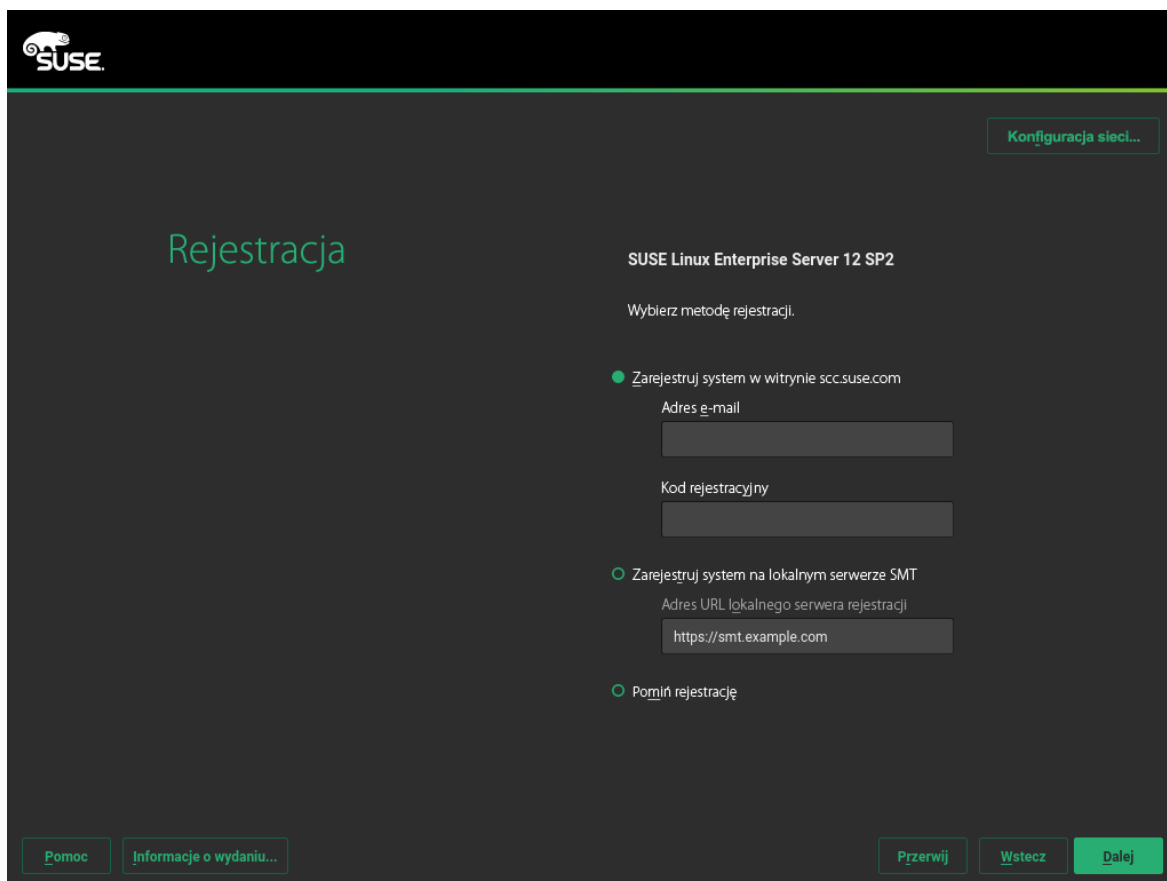 SUSE.
Konfiguracja sieci...
Rejestracja
SUSE Linux Enterprise Server 12 SP2
Wybierz metodę rejestracji.
Zarejestruj system w witrynie scc.suse.com
Adres e-mail
Kod rejestracyjny
Zarejestruj system na lokalnym serwerze SMT
Adres URL lokalnego serwera rejestracji
https://smt.example.com
Pomiń rejestrację
Pomoc Informacje o wydaniu... Przerwij Wstecz Dalej